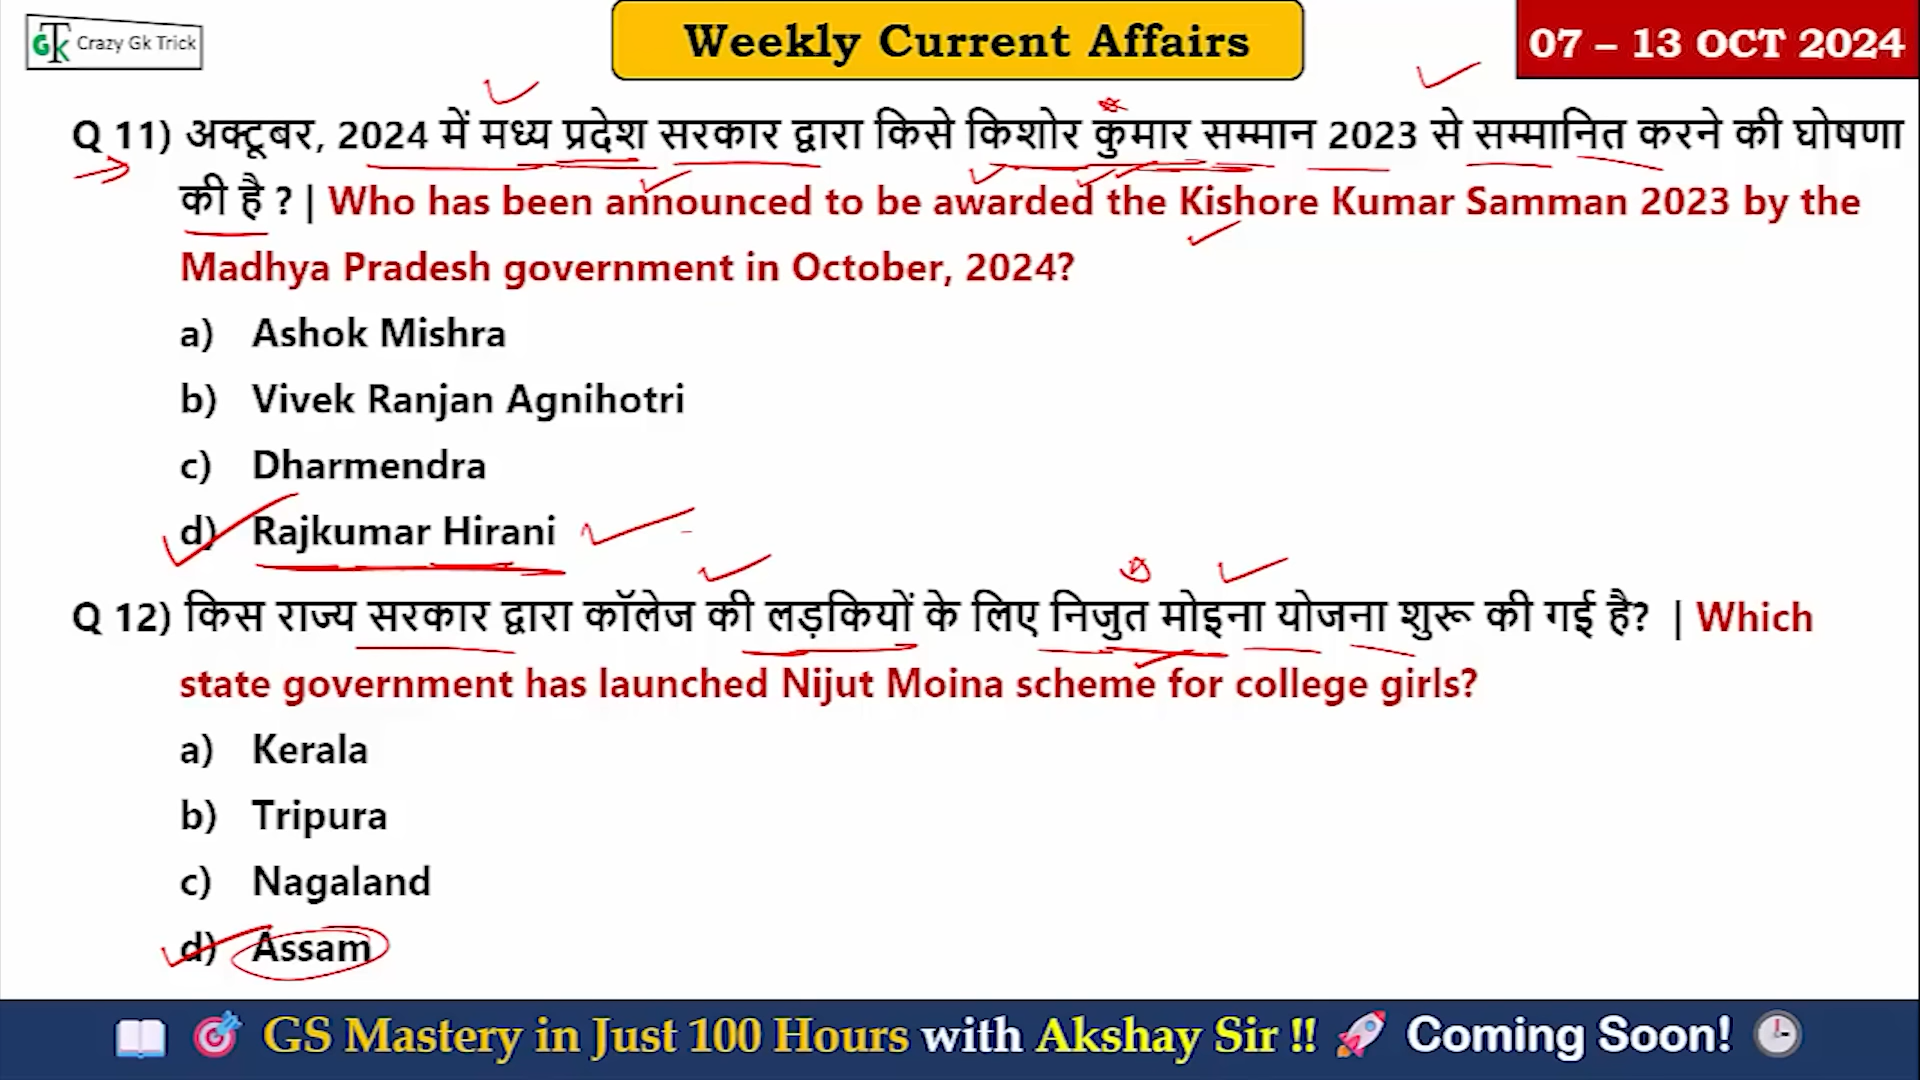 GTK Crazy Gk Trick
Weekly Current Affairs
07 – 13 OCT 2024
Q 11) अक्टूबर, 2024 में मध्य प्रदेश सरकार द्वारा किसे किशोर कुमार सम्मान 2023 से सम्मानित करने की घोषणा
की है ? | Who has been announced to be awarded the Kishore Kumar Samman 2023 by the
Madhya Pradesh government in October, 2024?
a) Ashok Mishra
b) Vivek Ranjan Agnihotri
c) Dharmendra
d) Rajkumar Hirani
Q 12) किस राज्य सरकार द्वारा कॉलेज की लड़कियों के लिए निजुत मोइना योजना शुरू की गई है? | Which
state government has launched Nijut Moina scheme for college girls?
a) Kerala
b) Tripura
c) Nagaland
d) Assam
GS Mastery in Just 100 Hours with Akshay Sir !! Coming Soon!